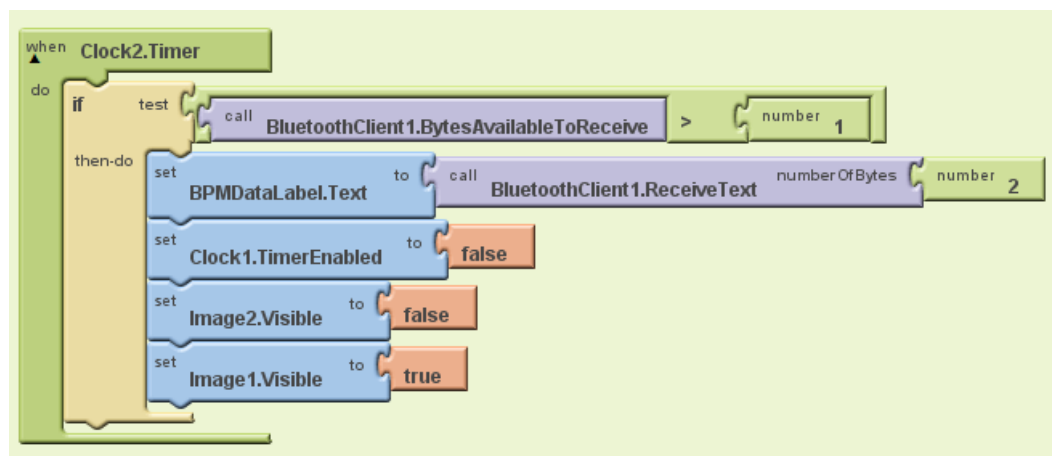 when Clock2.Timer
do
if test call BluetoothClient1.BytesAvailableToReceive > number 1
then-do set BPMDataLabel.Text to call BluetoothClient1.ReceiveText numberOfBytes number 2
set Clock1.TimerEnabled to false
set Image2.Visible to false
set Image1.Visible to true